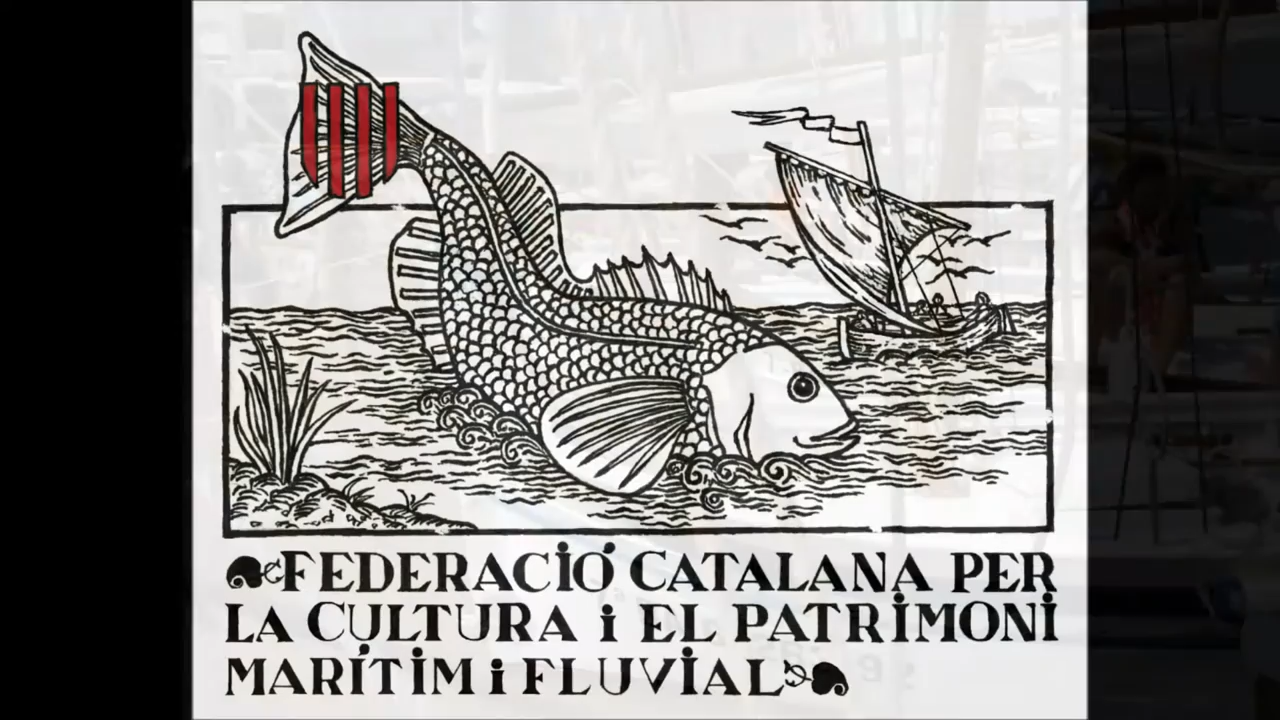 FEDERACIÓ CATALANA PER
LA CULTURA i EL PATRIMONI
MARÍTIM i FLUVIAL